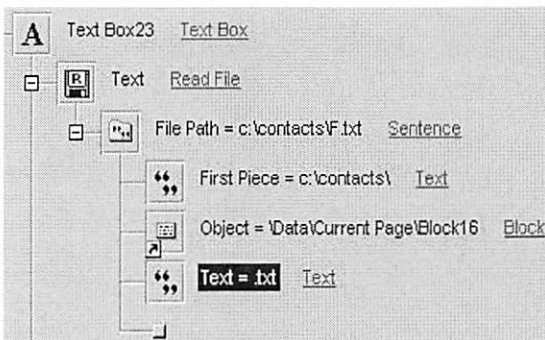 A Text Box23 Text Box
R Text Read File
File Path = c:\contacts\F.txt Sentence
First Piece = c:\contacts\ Text
Object = \Data\Current Page\Block16 Block
Text = .txt Text